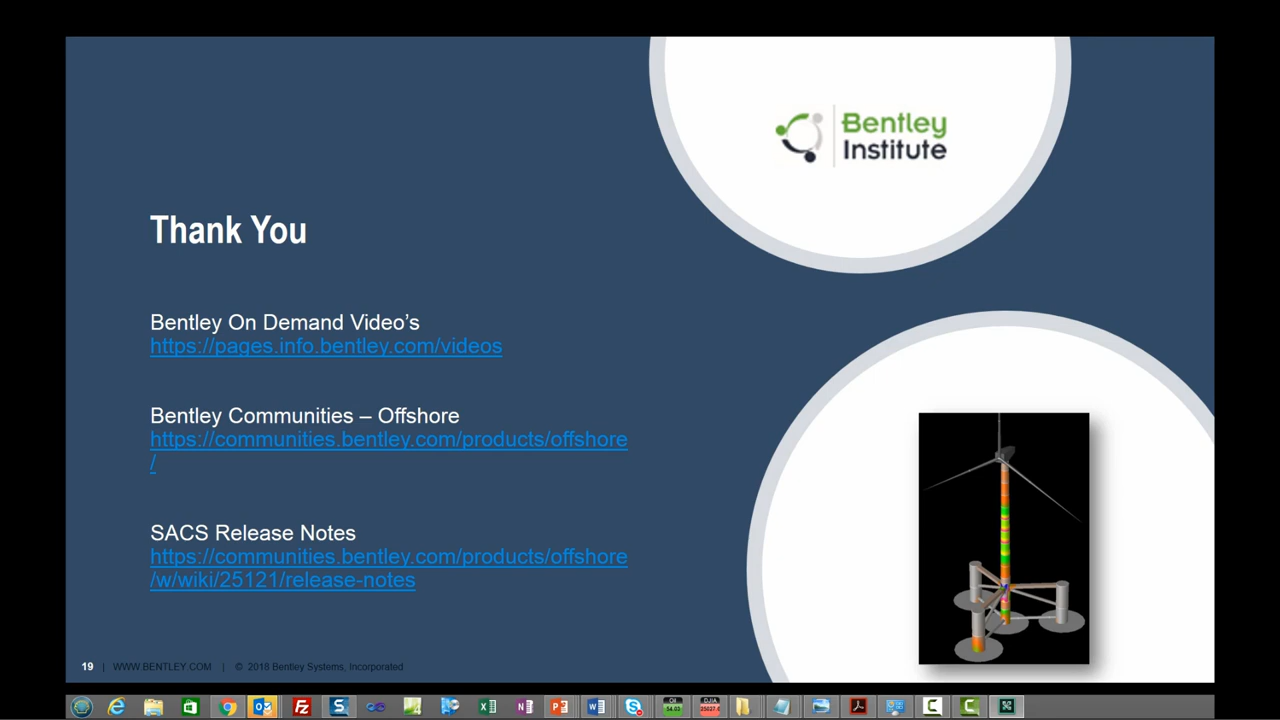 Bentley
Institute
Thank You
Bentley On Demand Video's
https://pages.info.bentley.com/videos
Bentley Communities – Offshore
https://communities.bentley.com/products/offshore
/
SACS Release Notes
https://communities.bentley.com/products/offshore
/w/wiki/25121/release-notes
19 | WWW.BENTLEY.COM | © 2018 Bentley Systems, Incorporated